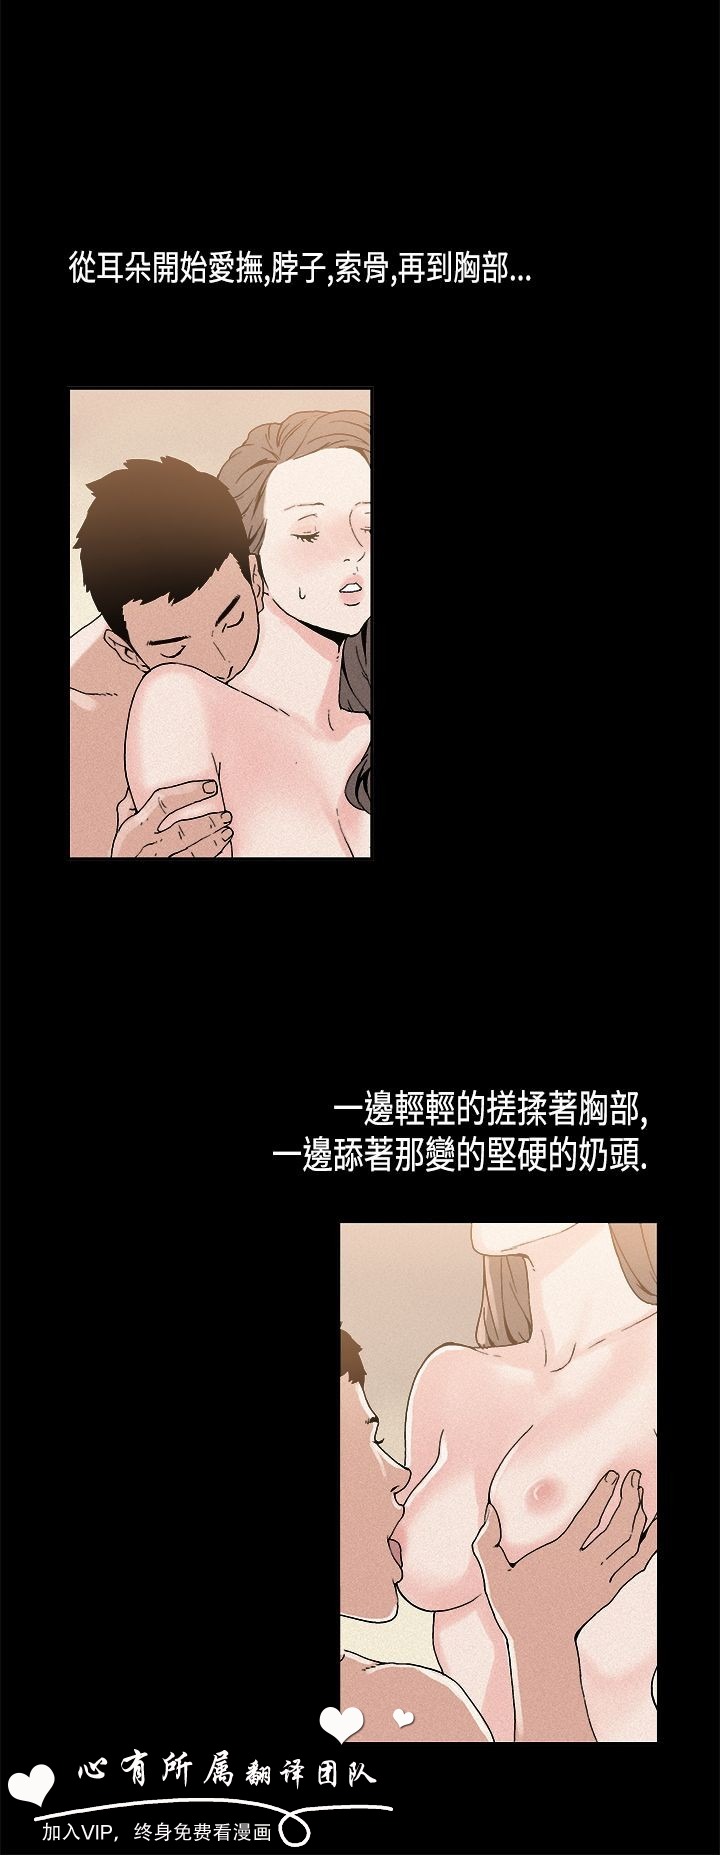 從耳朵開始愛撫,脖子,索骨,再到胸部...
一邊輕輕的搓揉著胸部,
一邊舔著那變的堅硬的奶頭.
心有所属翻译团队
加入VIP，终身免费看漫画